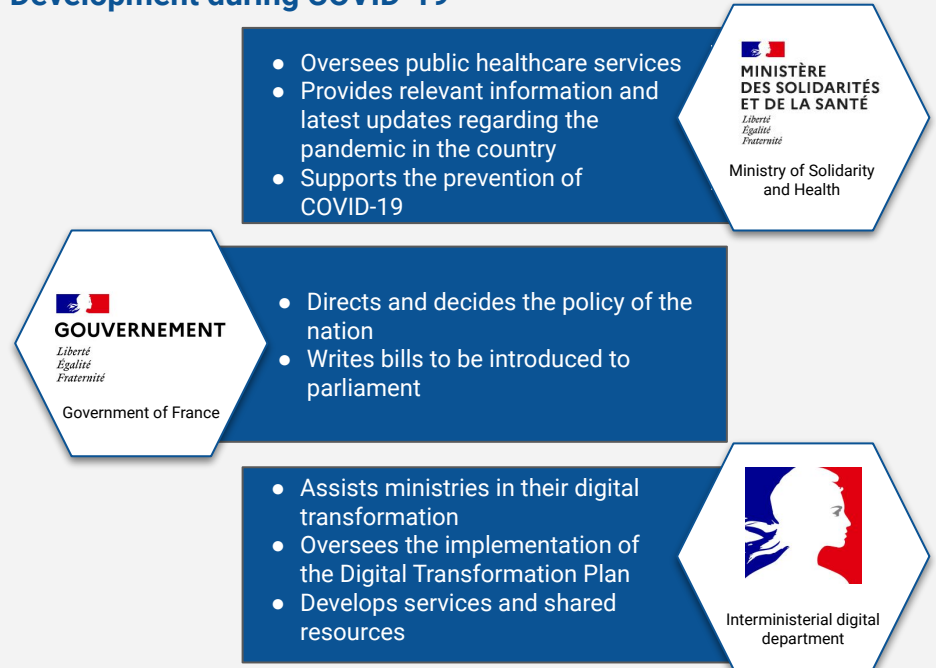 Development during COVID-19
● Oversees public healthcare services
● Provides relevant information and
latest updates regarding the
pandemic in the country
● Supports the prevention of
COVID-19
MINISTÈRE
DES SOLIDARITÉS
ET DE LA SANTÉ
Liberté
Égalité
Fraternité
Ministry of Solidarity
and Health
GOUVERNEMENT
Liberté
Égalité
Fraternité
Government of France
● Directs and decides the policy of the
nation
● Writes bills to be introduced to
parliament
● Assists ministries in their digital
transformation
● Oversees the implementation of
the Digital Transformation Plan
● Develops services and shared
resources
Interministerial digital
department